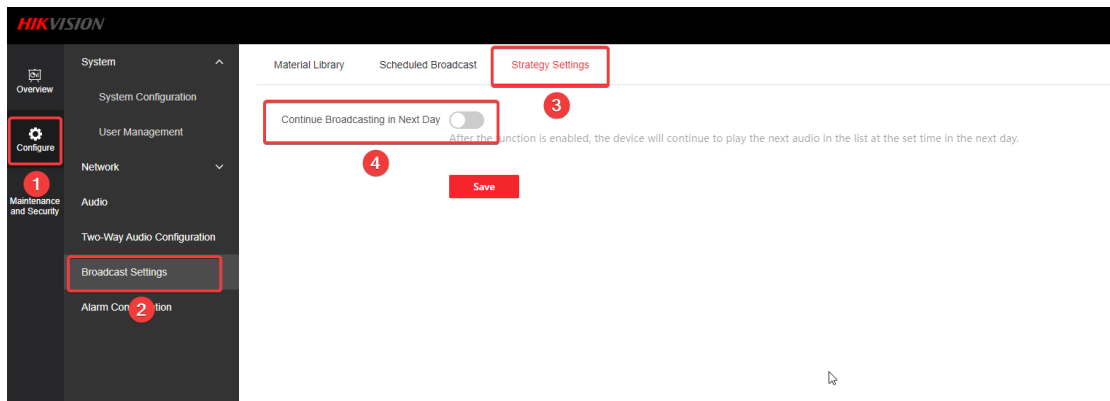 HIKVISION
Overview
Configure
1
Maintenance
and Security
System
System Configuration
User Management
Network
Audio
Two-Way Audio Configuration
Broadcast Settings
2
Alarm Con tion
Material Library Scheduled Broadcast Strategy Settings
3
Continue Broadcasting in Next Day
After the function is enabled, the device will continue to play the next audio in the list at the set time in the next day.
4
Save